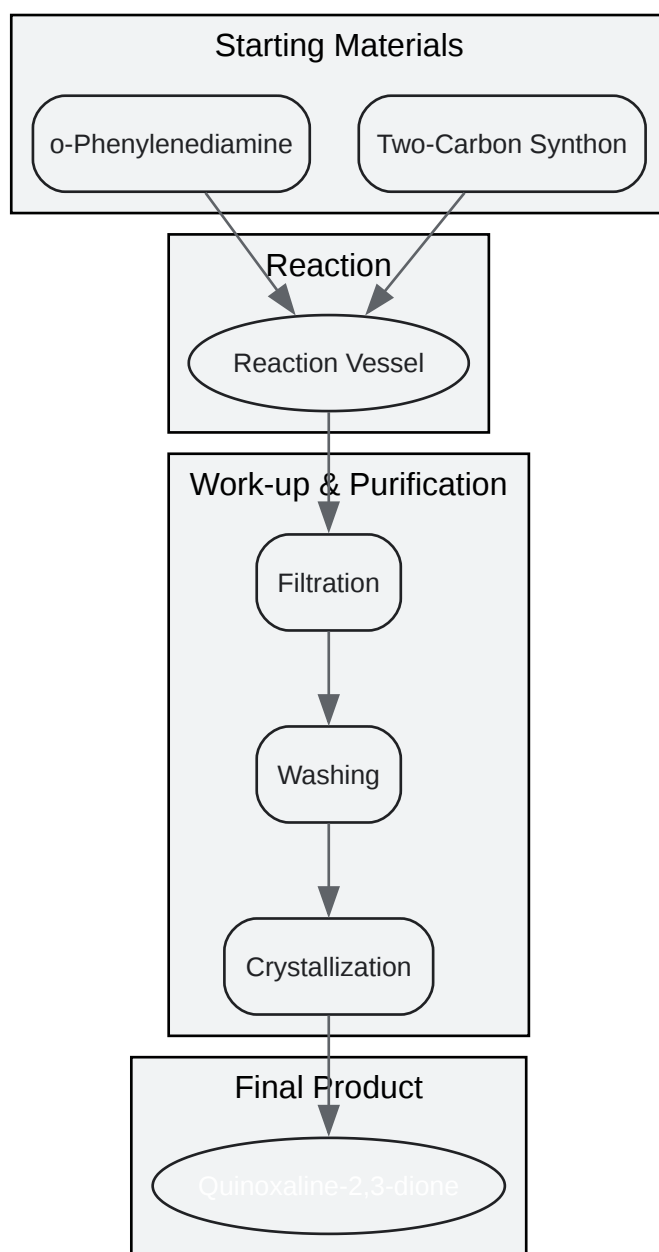 Starting Materials
o-Phenylenediamine
Two-Carbon Synthon
Reaction
Reaction Vessel
Work-up & Purification
Filtration
Washing
Crystallization
Final Product
Quinoxaline-2,3-dione